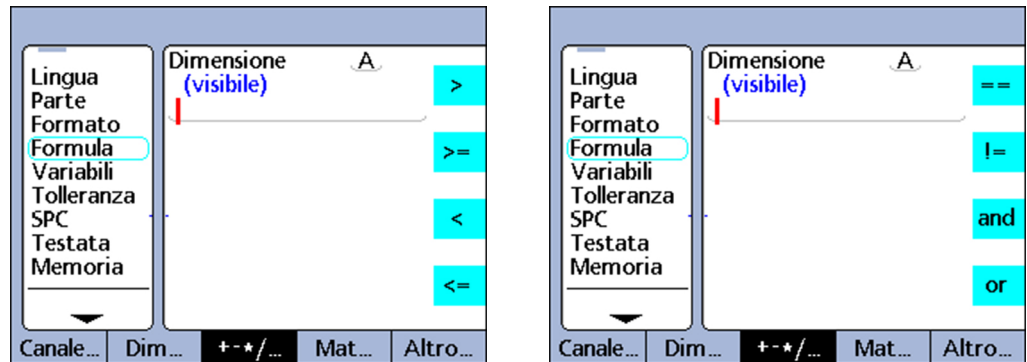 Dimensione A
(visibile)
Lingua
Parte
Formato
Formula
Variabili
Tolleranza
SPC
Testata
Memoria
>
>=
<
<=
Canale... Dim... +-*/... Mat... Altro...
Dimensione A
(visibile)
Lingua
Parte
Formato
Formula
Variabili
Tolleranza
SPC
Testata
Memoria
==
!=
and
or
Canale... Dim... +-*/... Mat... Altro...